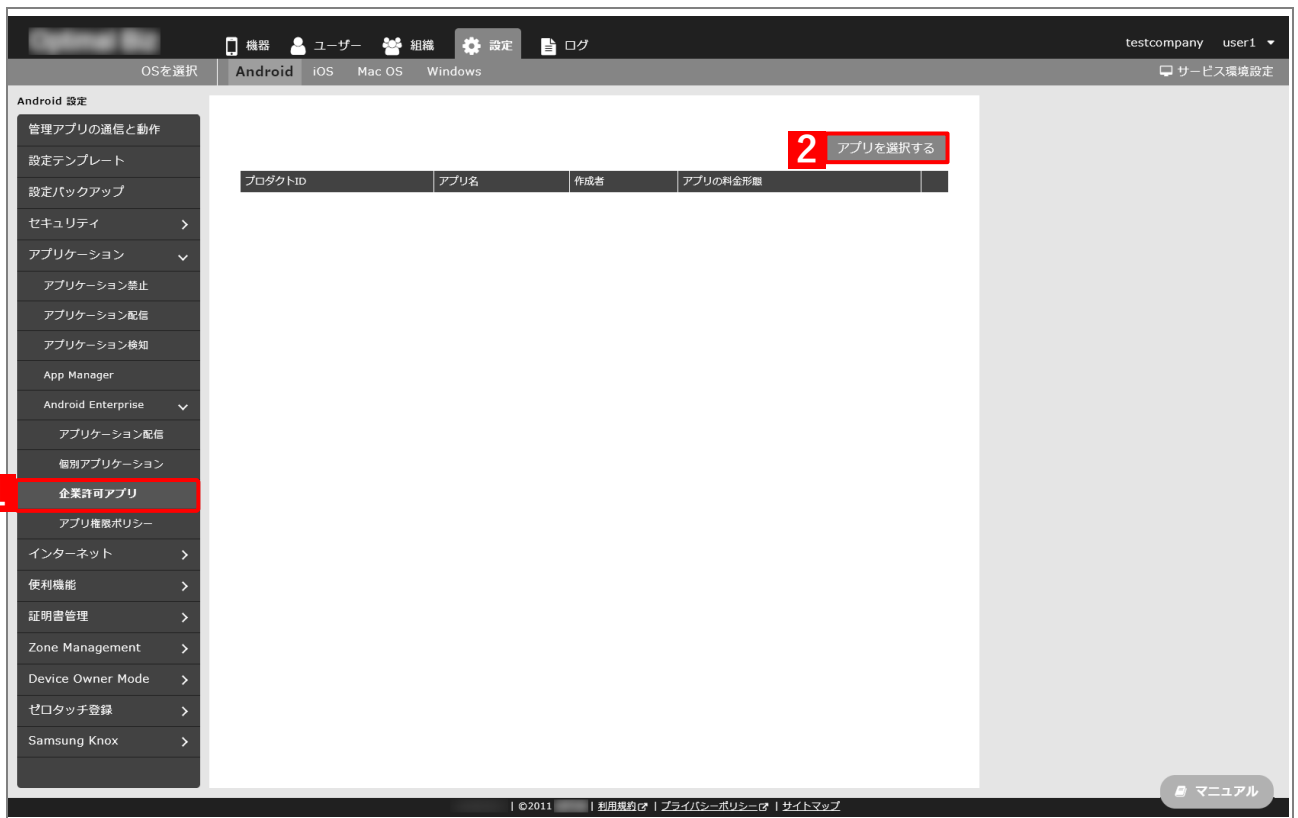 機器 ユーザー 組織 設定 ログ testcompany user1
OSを選択 Android iOS Mac OS Windows サービス環境設定
Android 設定
管理アプリの通信と動作
設定テンプレート
設定バックアップ
セキュリティ
アプリケーション
アプリケーション禁止
アプリケーション配信
アプリケーション検知
App Manager
Android Enterprise
アプリケーション配信
個別アプリケーション
企業許可アプリ
アプリ権限ポリシー
インターネット
便利機能
証明書管理
Zone Management
Device Owner Mode
ゼロタッチ登録
Samsung Knox
2 アプリを選択する
プロダクトID アプリ名 作成者 アプリの料金形態
マニュアル
| ©2011 | 利用規約 | プライバシーポリシー | サイトマップ